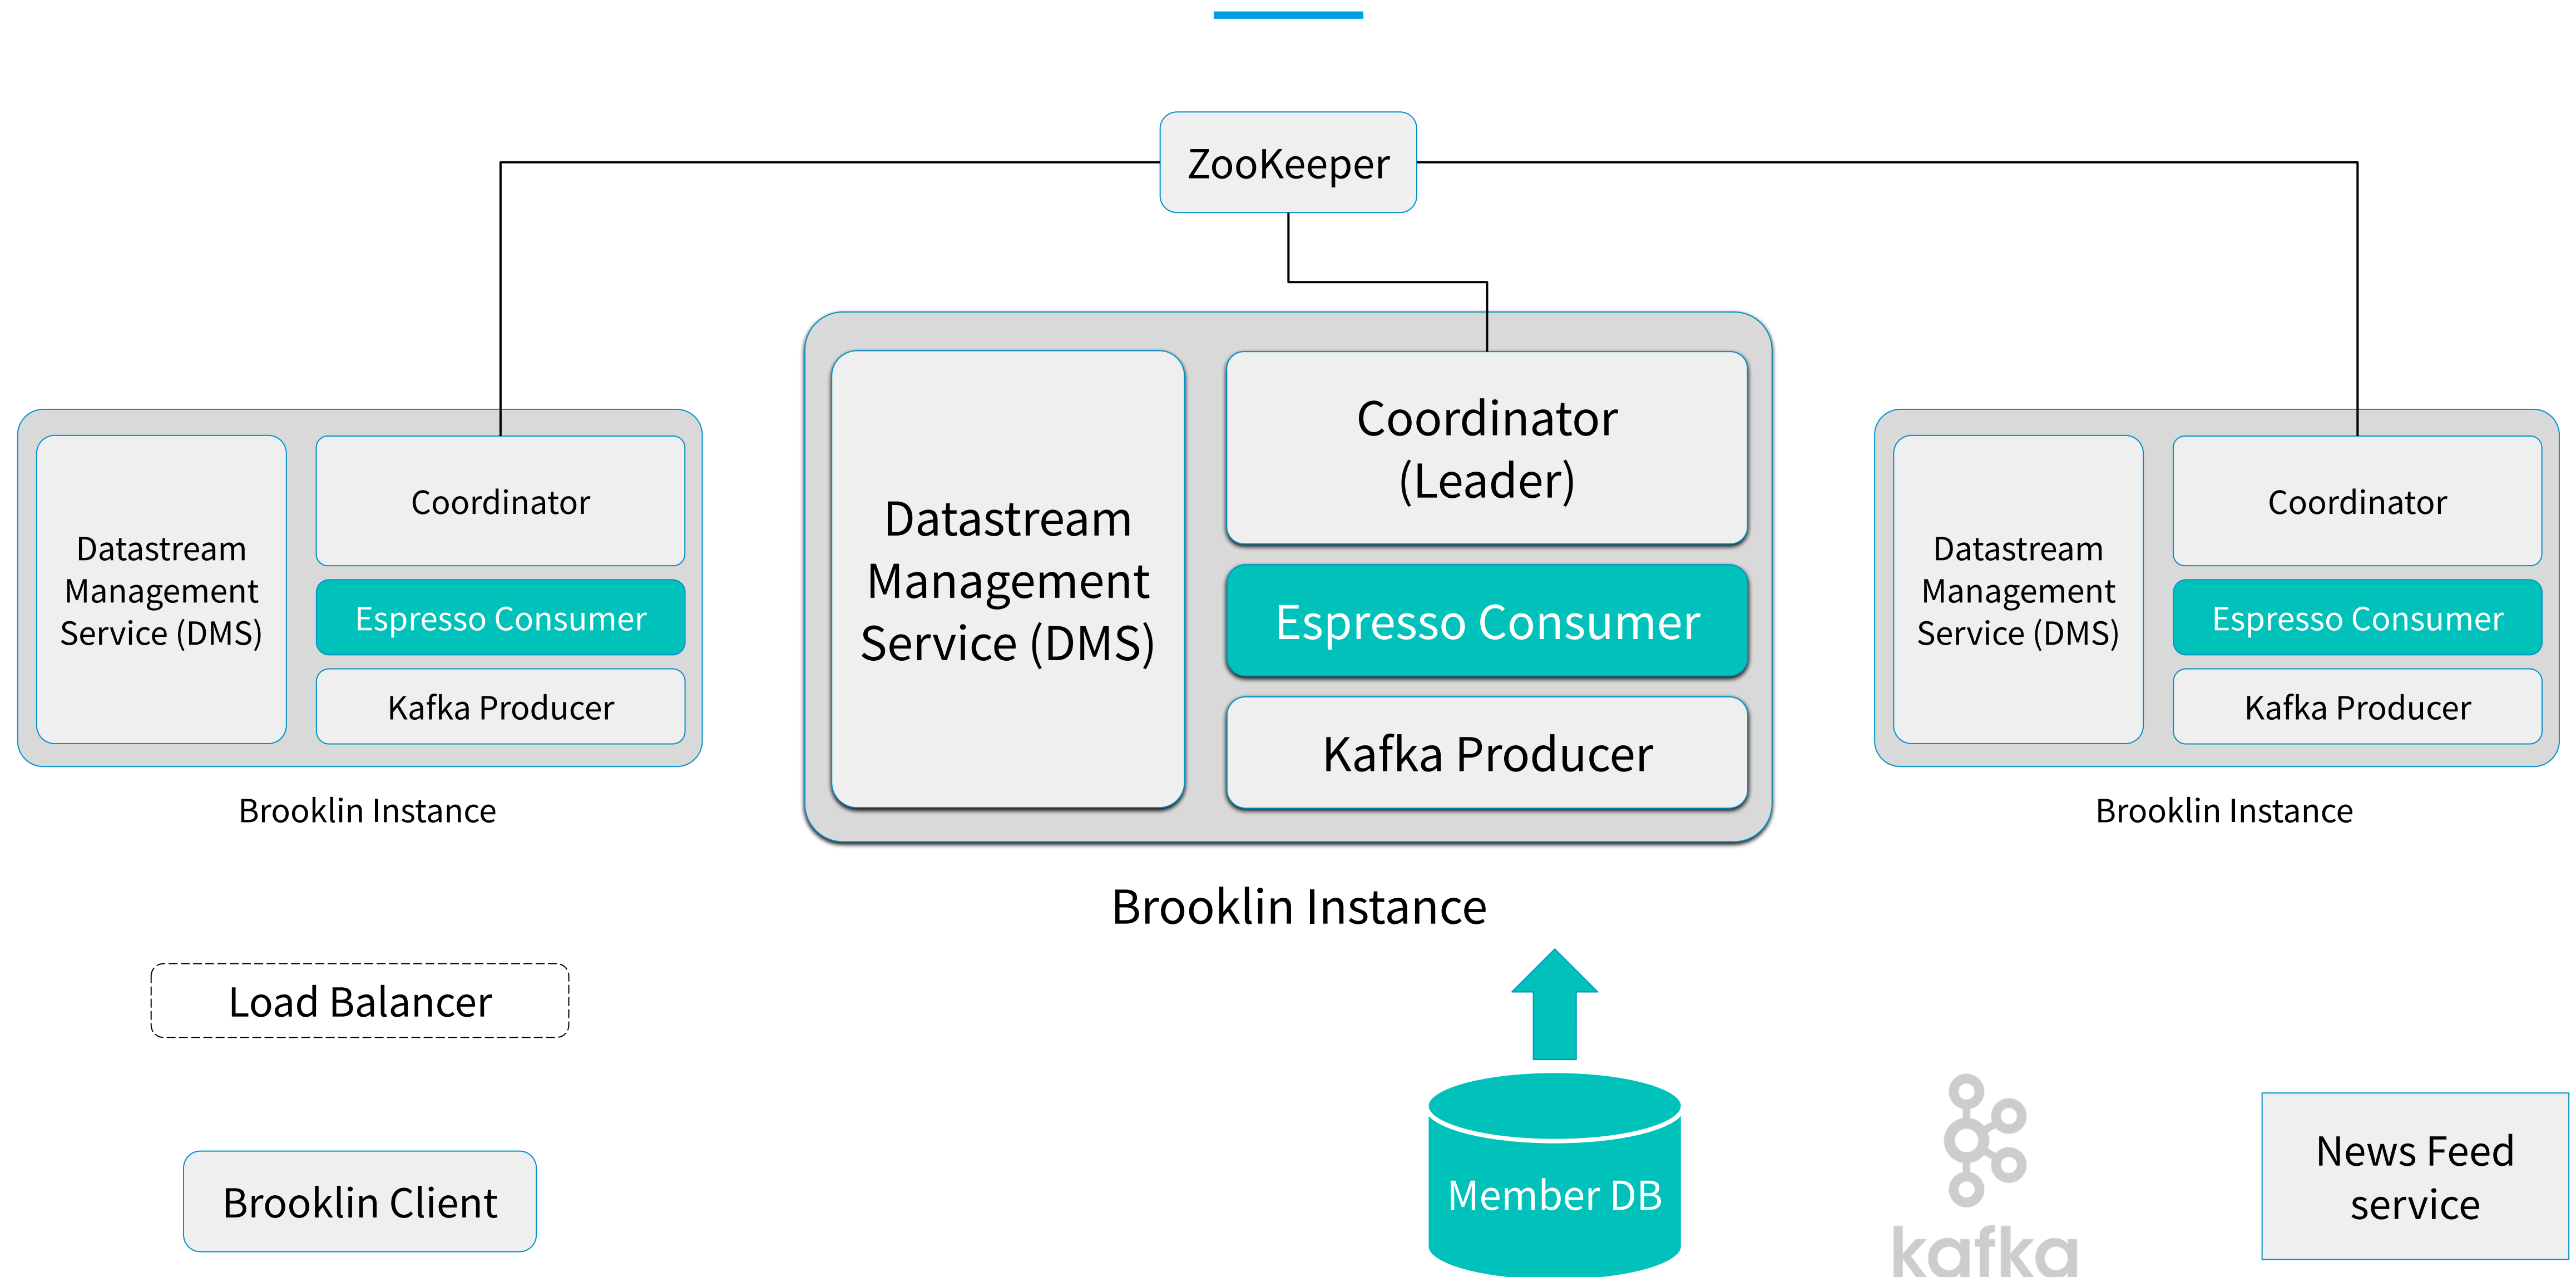 ZooKeeper
Datastream
Management
Service (DMS)
Coordinator
Espresso Consumer
Kafka Producer
Brooklin Instance
Datastream
Management
Service (DMS)
Coordinator
(Leader)
Espresso Consumer
Kafka Producer
Brooklin Instance
Datastream
Management
Service (DMS)
Coordinator
Espresso Consumer
Kafka Producer
Brooklin Instance
Load Balancer
Brooklin Client
Member DB
kafka
News Feed
service